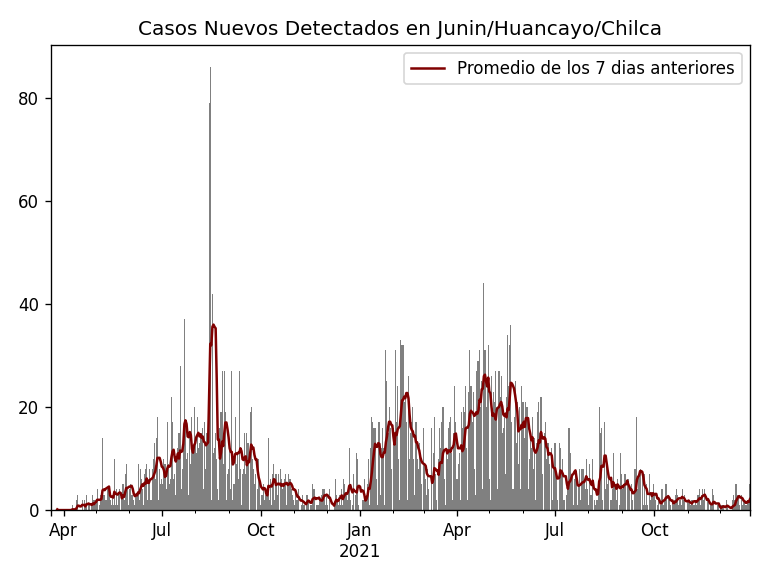 Casos Nuevos Detectados en Junin/Huancayo/Chilca
Promedio de los 7 dias anteriores
80
60
40
20
0
Apr Jul Oct Jan Apr Jul Oct
2021